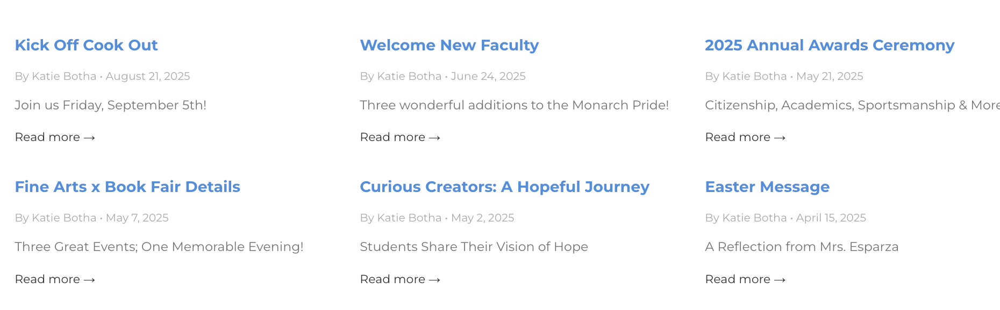 Kick Off Cook Out
By Katie Botha • August 21, 2025
Join us Friday, September 5th!
Read more →
Welcome New Faculty
By Katie Botha • June 24, 2025
Three wonderful additions to the Monarch Pride!
Read more →
2025 Annual Awards Ceremony
By Katie Botha • May 21, 2025
Citizenship, Academics, Sportsmanship & More
Read more →
Fine Arts x Book Fair Details
By Katie Botha • May 7, 2025
Three Great Events; One Memorable Evening!
Read more →
Curious Creators: A Hopeful Journey
By Katie Botha • May 2, 2025
Students Share Their Vision of Hope
Read more →
Easter Message
By Katie Botha • April 15, 2025
A Reflection from Mrs. Esparza
Read more →